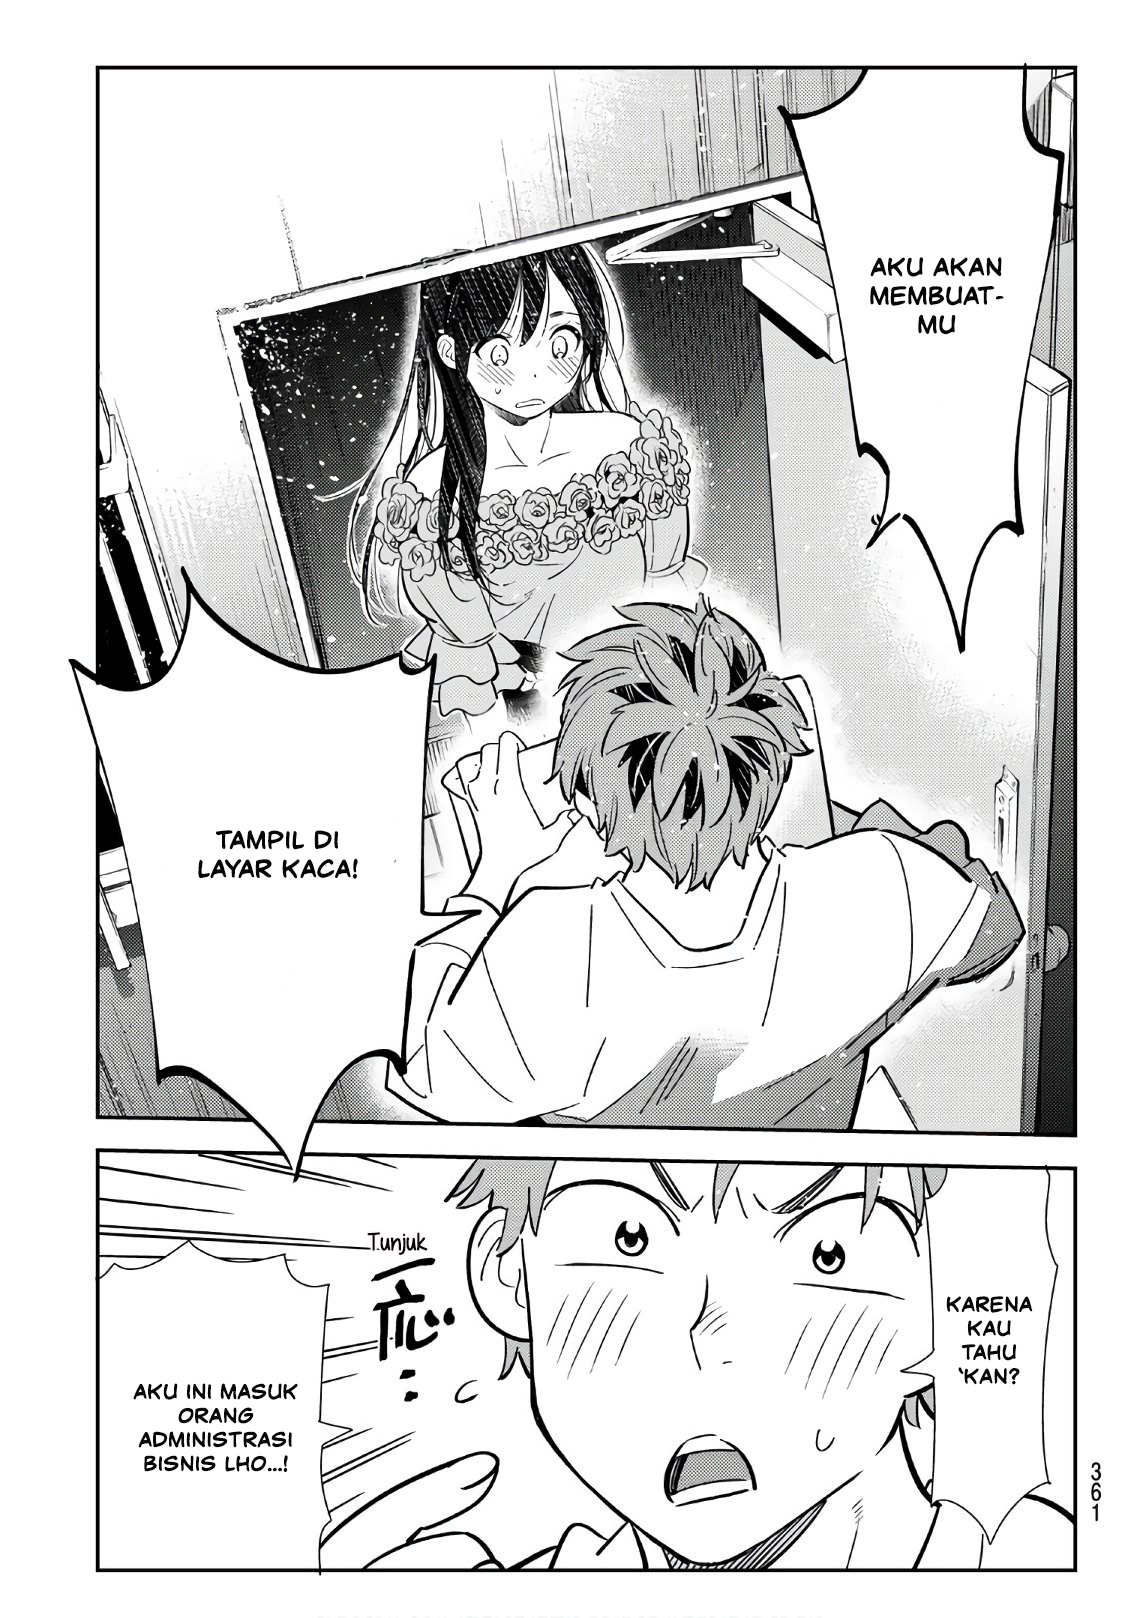 AKU AKAN
MEMBUAT-
MU
TAMPIL DI
LAYAR KACA!
KARENA
KAU
TAHU
'KAN?
Tunjuk
AKU INI MASUK
ORANG
ADMINISTRASI
BISNIS LHO...!
361